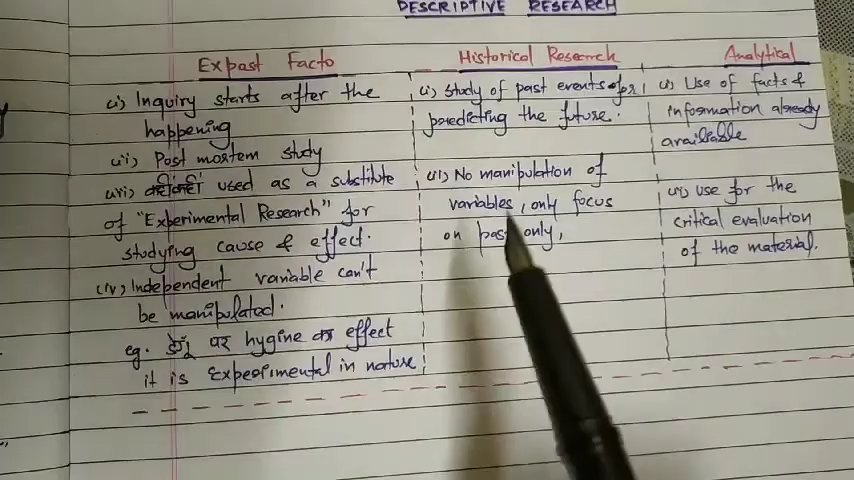 DESCRIPTIVE RESEARCH
Expast Facto
(i) Inquiry starts after the
happening
(ii) Post mortem study
(iii) used as a substitute
of "Experimental Research" for
studying cause & effect.
(iv) Independent variable can't
be manipulated.
eg. डेंगू पर hygine का effect
it is Experimental in nature
Historical Research
(i) Study of past events for
predicting the future.
(ii) No manipulation of
variables, only focus
on past only,
Analytical
(i) Use of facts &
information already
available
(ii) Use for the
critical evaluation
of the material.